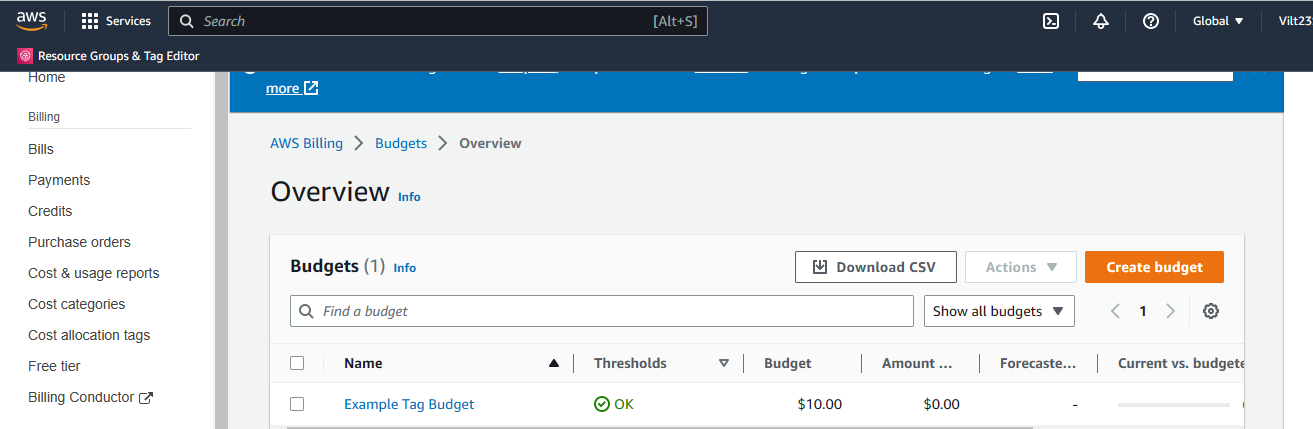 aws Services Search [Alt+S] Global Vilt23
Resource Groups & Tag Editor
Home
more
Billing
AWS Billing Budgets Overview
Bills
Payments
Overview Info
Credits
Purchase orders
Budgets (1) Info Download CSV Actions Create budget
Cost & usage reports
Cost categories
Find a budget Show all budgets 1
Cost allocation tags
Free tier
Name Thresholds Budget Amount ... Forecaste... Current vs. budgete
Billing Conductor
Example Tag Budget OK $10.00 $0.00 -